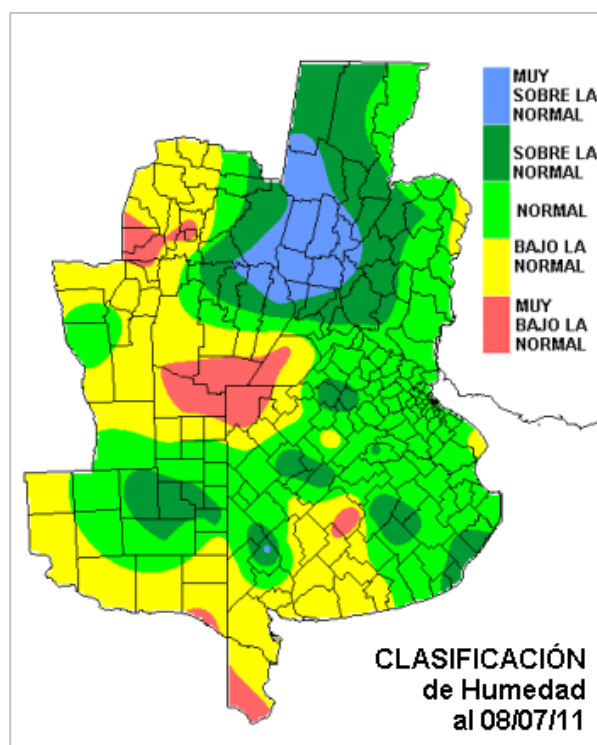 MUY
SOBRE LA
NORMAL
SOBRE LA
NORMAL
NORMAL
BAJO LA
NORMAL
MUY
BAJO LA
NORMAL
CLASIFICACIÓN
de Humedad
al 08/07/11